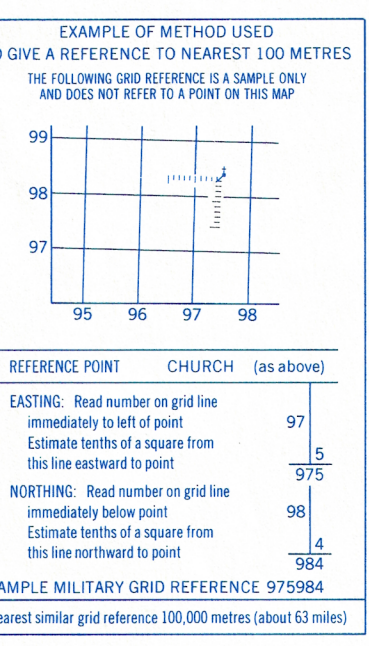 EXAMPLE OF METHOD USED
O GIVE A REFERENCE TO NEAREST 100 METRES
THE FOLLOWING GRID REFERENCE IS A SAMPLE ONLY
AND DOES NOT REFER TO A POINT ON THIS MAP
99
98
97
95 96 97 98
REFERENCE POINT CHURCH (as above)
EASTING: Read number on grid line
immediately to left of point 97
Estimate tenths of a square from
this line eastward to point 5
975
NORTHING: Read number on grid line
immediately below point 98
Estimate tenths of a square from
this line northward to point 4
984
AMPLE MILITARY GRID REFERENCE 975984
earest similar grid reference 100,000 metres (about 63 miles)